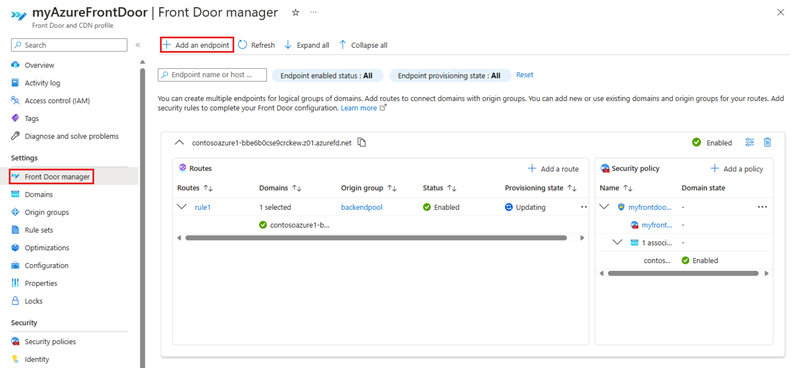 myAzureFrontDoor | Front Door manager
Front Door and CDN profile
Search
Overview
Activity log
Access control (IAM)
Tags
Diagnose and solve problems
Settings
Front Door manager
Domains
Origin groups
Rule sets
Optimizations
Configuration
Properties
Locks
Security
Security policies
Identity
Add an endpoint Refresh Expand all Collapse all
Endpoint name or host ... Endpoint enabled status : All Endpoint provisioning state : All Reset
You can create multiple endpoints for logical groups of domains. Add routes to connect domains with origin groups. You can add new or use existing domains and origin groups for your routes. Add
security rules to complete your Front Door configuration. Learn more
contosoazure1-bbe6b0cse9crckew.z01.azurefd.net Enabled
Routes Add a route
Routes Domains Origin group Status Provisioning state
rule1 1 selected backendpool Enabled Updating
contosoazure1-b...
Security policy Add a policy
Name Domain state
myfrontdoo... -
myfront... -
1 associ... -
contos... Enabled